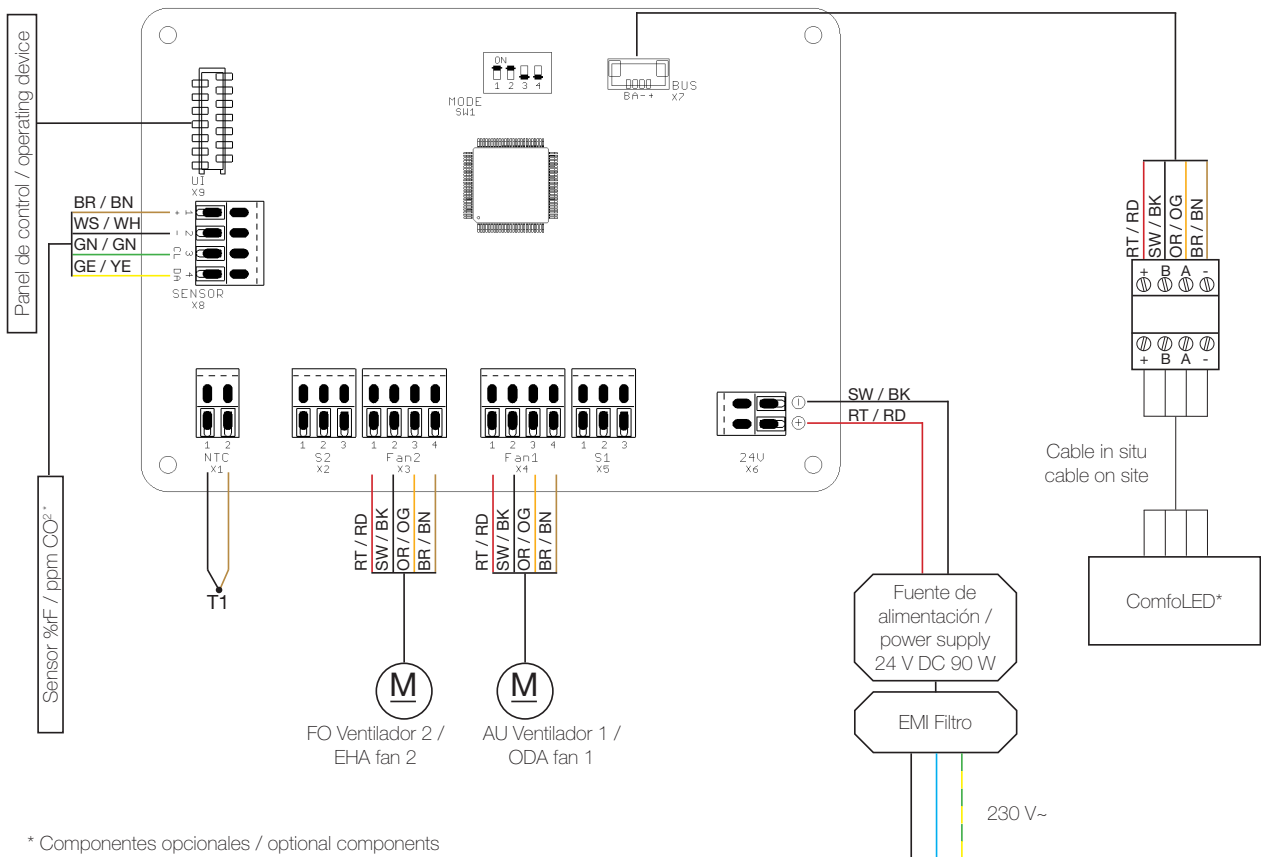 Panel de control / operating device
ON
1 2 3 4
MODE
SW1
BUS
X7
BA-+
UI
X9
BR / BN
WS / WH
GN / GN
GE / YE
+ 1
- 2
CL 3
DA 4
SENSOR
X8
RT / RD
SW / BK
OR / OG
BR / BN
+ B A -
+ B A -
Cable in situ
cable on site
ComfoLED*
1 2
NTC
X1
1 2 3
S2
X2
1 2 3 4
Fan2
X3
1 2 3 4
Fan1
X4
1 2 3
S1
X5
24V
X6
-
+
SW / BK
RT / RD
Sensor %rF / ppm CO² *
T1
RT / RD
SW / BK
OR / OG
BR / BN
RT / RD
SW / BK
OR / OG
BR / BN
M
FO Ventilador 2 /
EHA fan 2
M
AU Ventilador 1 /
ODA fan 1
Fuente de
alimentación /
power supply
24 V DC 90 W
EMI Filtro
230 V~
* Componentes opcionales / optional components